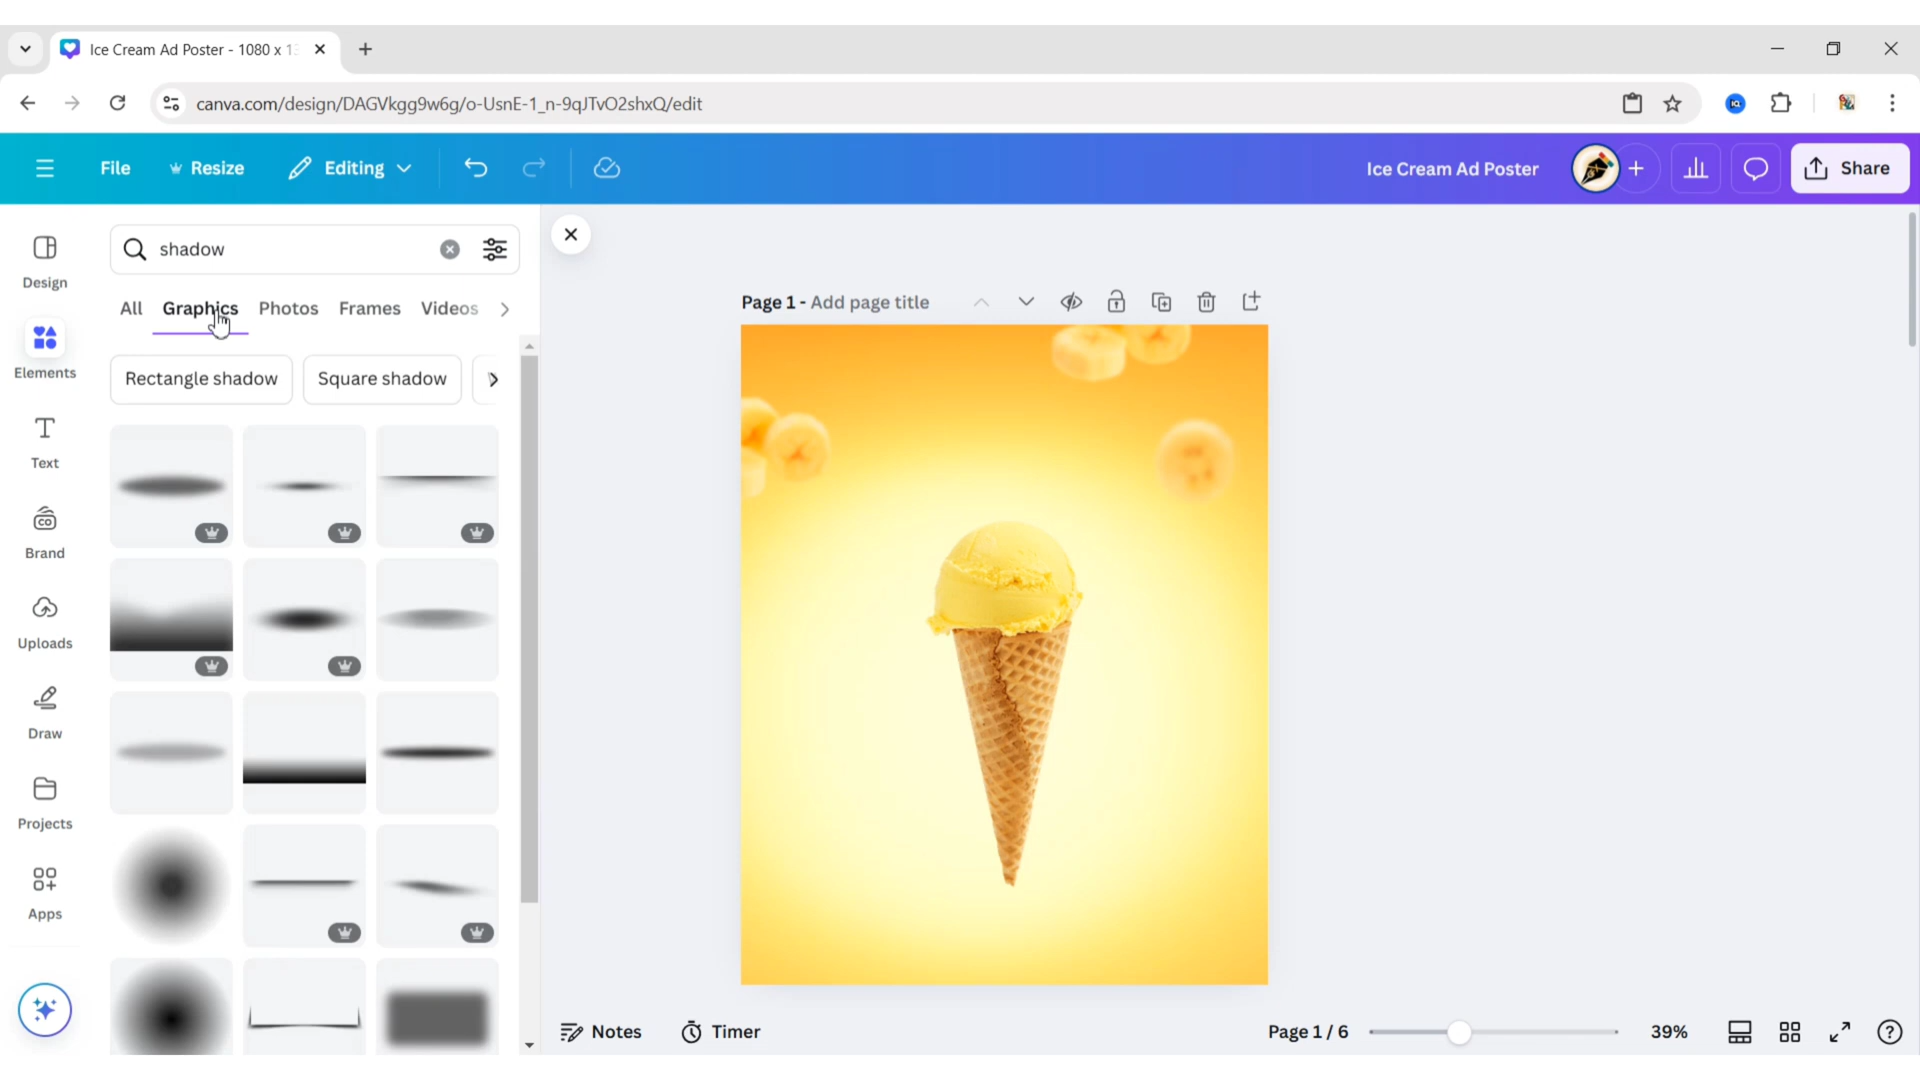 Ice Cream Ad Poster - 1080 x 13
canva.com/design/DAGVkgg9w6g/o-UsnE-1_n-9qJTvO2shxQ/edit
File
Resize
Editing
Ice Cream Ad Poster
Share
Design
Elements
Text
Brand
Uploads
Draw
Projects
Apps
shadow
All
Graphics
Photos
Frames
Videos
Rectangle shadow
Square shadow
Page 1 - Add page title
Notes
Timer
Page 1 / 6
39%